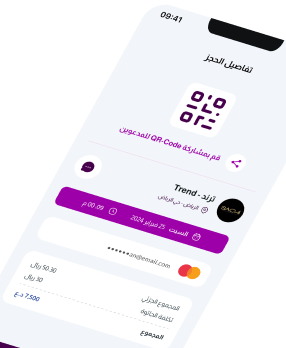 09:41
تفاصيل الحجز
قم بمشاركة QR-Code للمدعوين
ترند - Trend
الرياض - حي الرياض
السبت 25 فبراير 2024
00:09 م
an@email.com
المجموع الجزئي
50.30 ريال
تكلفة الحاوية
30 ريال
المجموع
7.500 د.ع